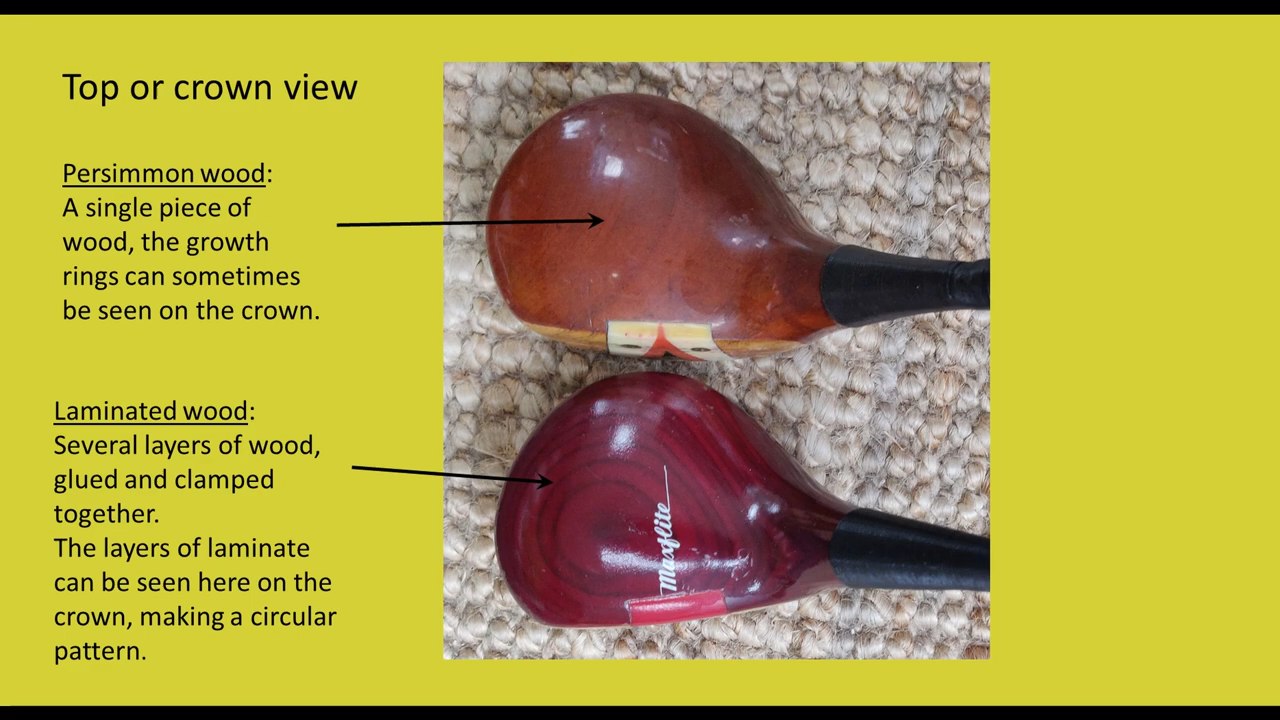 Top or crown view
Persimmon wood:
A single piece of
wood, the growth
rings can sometimes
be seen on the crown.
Laminated wood:
Several layers of wood,
glued and clamped
together.
The layers of laminate
can be seen here on the
crown, making a circular
pattern.
Maxflite